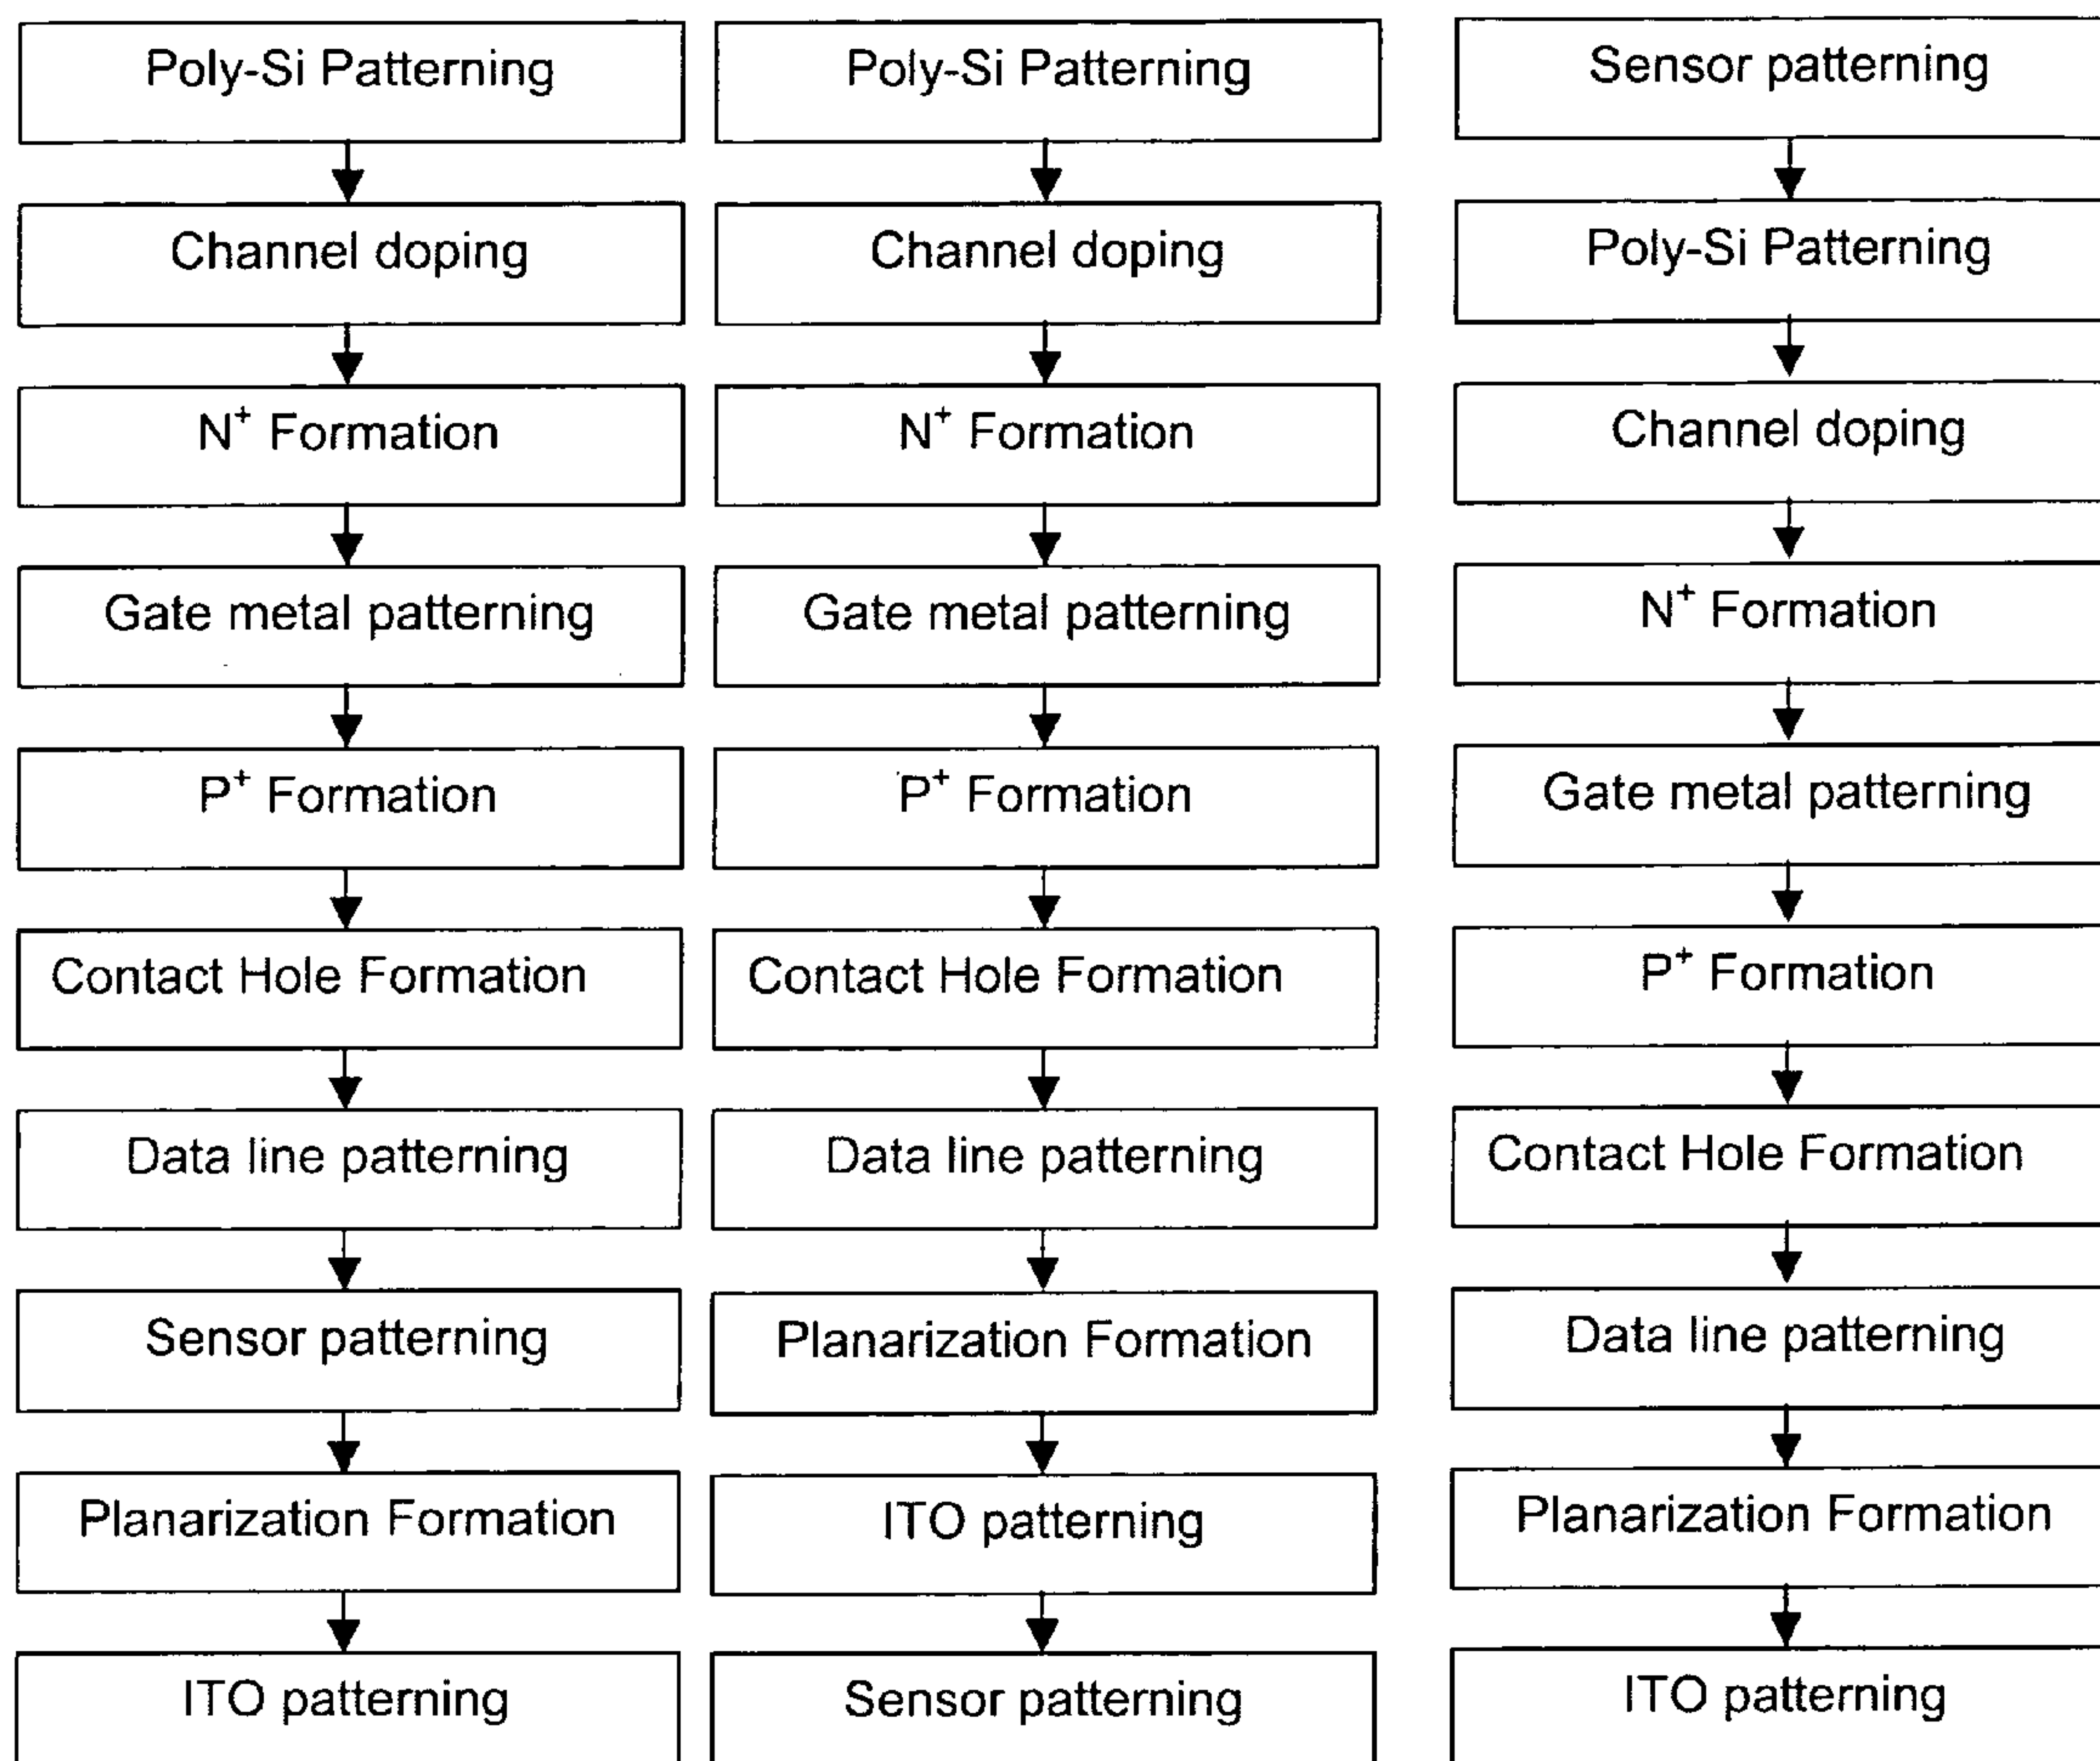 Poly-Si Patterning
Channel doping
N⁺ Formation
Gate metal patterning
P⁺ Formation
Contact Hole Formation
Data line patterning
Sensor patterning
Planarization Formation
ITO patterning
Poly-Si Patterning
Channel doping
N⁺ Formation
Gate metal patterning
P⁺ Formation
Contact Hole Formation
Data line patterning
Planarization Formation
ITO patterning
Sensor patterning
Sensor patterning
Poly-Si Patterning
Channel doping
N⁺ Formation
Gate metal patterning
P⁺ Formation
Contact Hole Formation
Data line patterning
Planarization Formation
ITO patterning